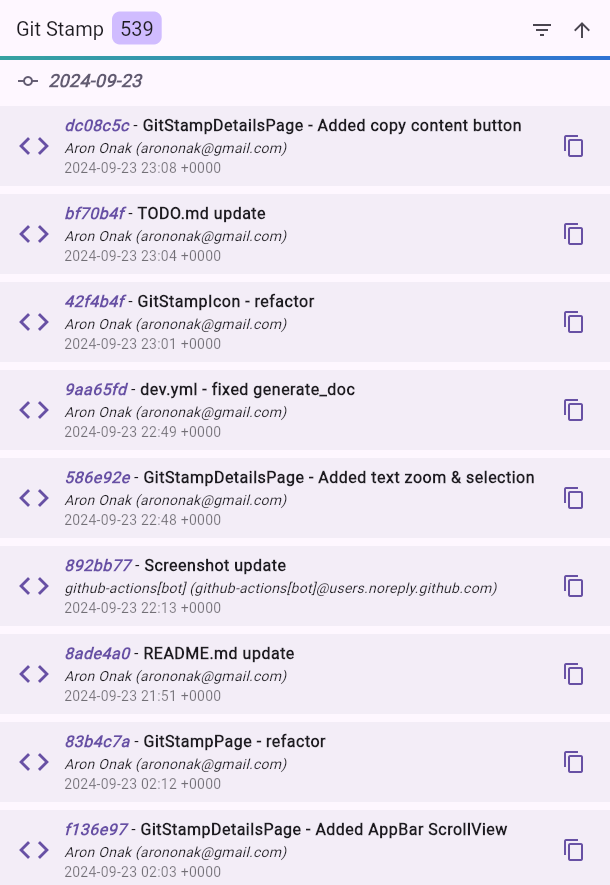 Git Stamp 539
2024-09-23
dc08c5c - GitStampDetailsPage - Added copy content button
Aron Onak (arononak@gmail.com)
2024-09-23 23:08 +0000
bf70b4f - TODO.md update
Aron Onak (arononak@gmail.com)
2024-09-23 23:04 +0000
42f4b4f - GitStampIcon - refactor
Aron Onak (arononak@gmail.com)
2024-09-23 23:01 +0000
9aa65fd - dev.yml - fixed generate_doc
Aron Onak (arononak@gmail.com)
2024-09-23 22:49 +0000
586e92e - GitStampDetailsPage - Added text zoom & selection
Aron Onak (arononak@gmail.com)
2024-09-23 22:48 +0000
892bb77 - Screenshot update
github-actions[bot] (github-actions[bot]@users.noreply.github.com)
2024-09-23 22:13 +0000
8ade4a0 - README.md update
Aron Onak (arononak@gmail.com)
2024-09-23 21:51 +0000
83b4c7a - GitStampPage - refactor
Aron Onak (arononak@gmail.com)
2024-09-23 02:12 +0000
f136e97 - GitStampDetailsPage - Added AppBar ScrollView
Aron Onak (arononak@gmail.com)
2024-09-23 02:03 +0000